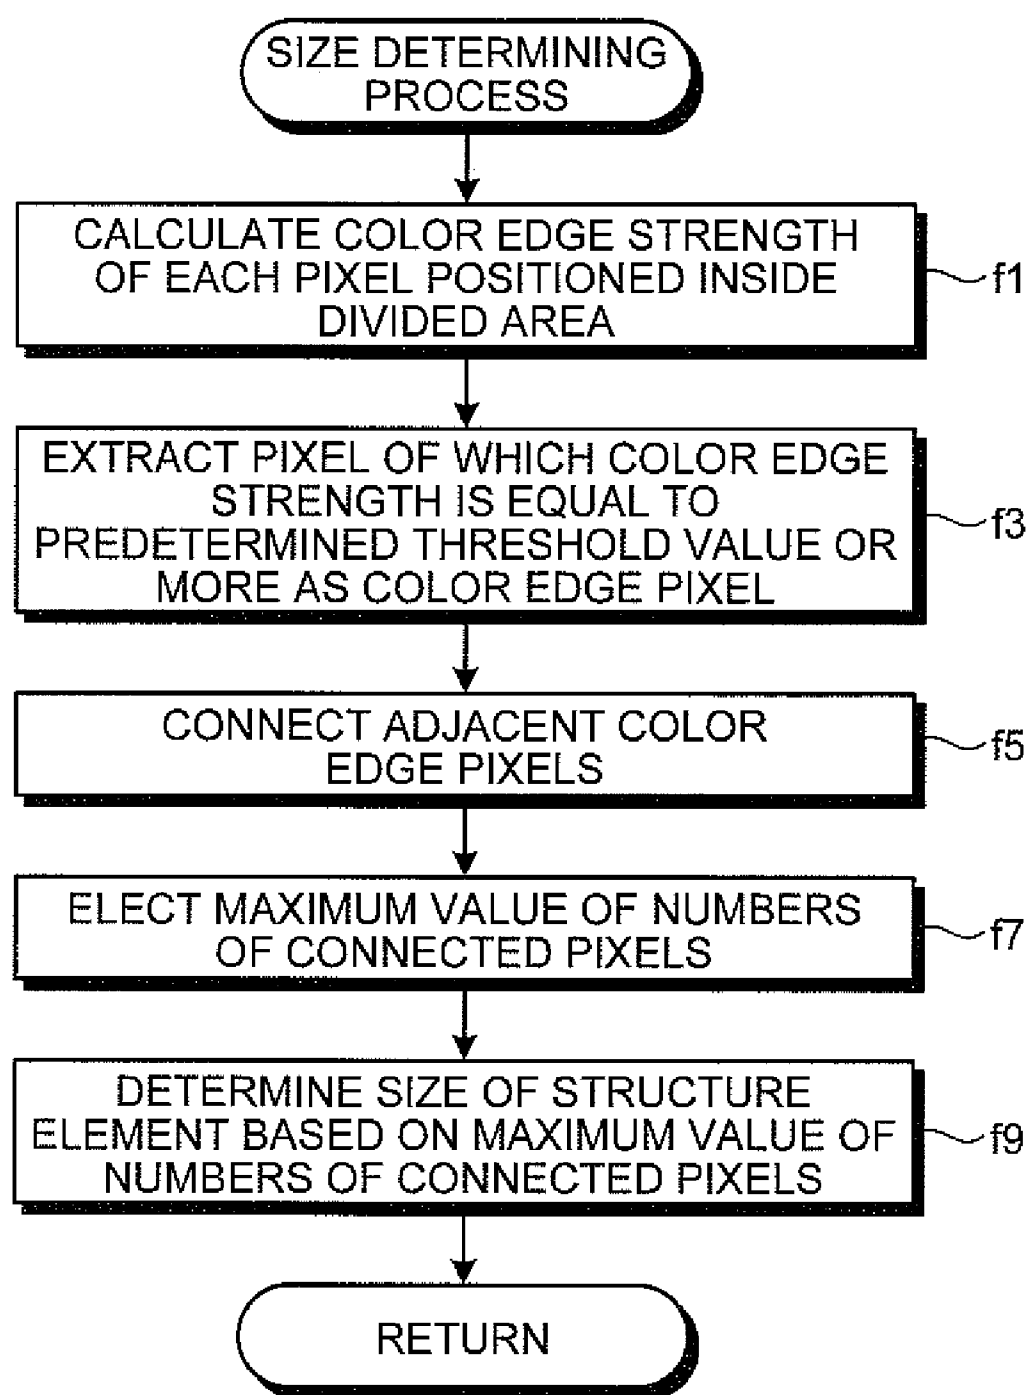 SIZE DETERMINING
PROCESS
CALCULATE COLOR EDGE STRENGTH
OF EACH PIXEL POSITIONED INSIDE
DIVIDED AREA
f1
EXTRACT PIXEL OF WHICH COLOR EDGE
STRENGTH IS EQUAL TO
PREDETERMINED THRESHOLD VALUE OR
MORE AS COLOR EDGE PIXEL
f3
CONNECT ADJACENT COLOR
EDGE PIXELS
f5
ELECT MAXIMUM VALUE OF NUMBERS
OF CONNECTED PIXELS
f7
DETERMINE SIZE OF STRUCTURE
ELEMENT BASED ON MAXIMUM VALUE OF
NUMBERS OF CONNECTED PIXELS
f9
RETURN